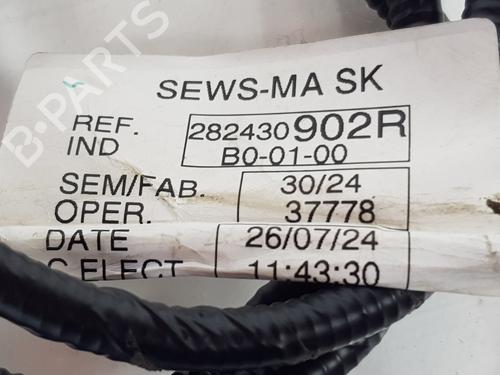 SEWS-MA SK
REF. 282430902R
IND B0-01-00
SEM/FAB. 30/24
OPER. 37778
DATE 26/07/24
C.ELECT 11:43:30
B-PARTS